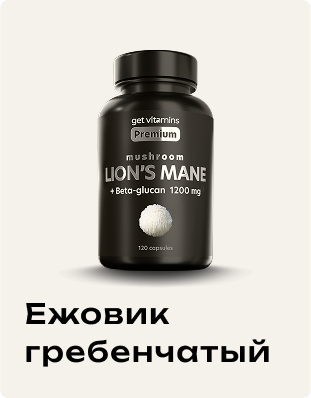 get vitamins
Premium
mushroom
LION'S MANE
+ Beta-glucan 1200 mg
120 capsules
Ежовик
гребенчатый